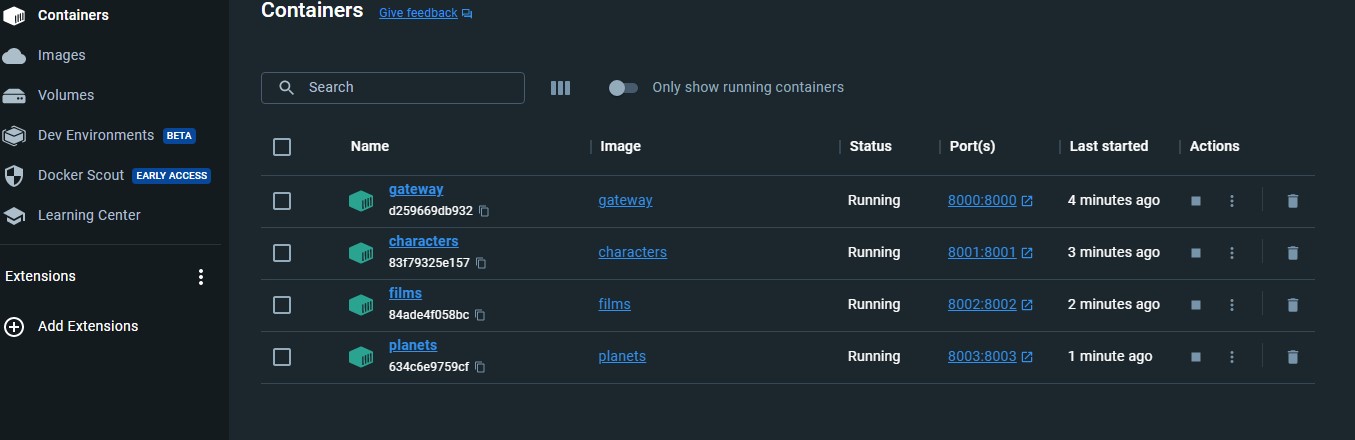 Containers
Images
Volumes
Dev Environments BETA
Docker Scout EARLY ACCESS
Learning Center
Extensions
Add Extensions
Containers Give feedback
Search Only show running containers
Name Image Status Port(s) Last started Actions
gateway
d259669db932 gateway Running 8000:8000 4 minutes ago
characters
83f79325e157 characters Running 8001:8001 3 minutes ago
films
84ade4f058bc films Running 8002:8002 2 minutes ago
planets
634c6e9759cf planets Running 8003:8003 1 minute ago